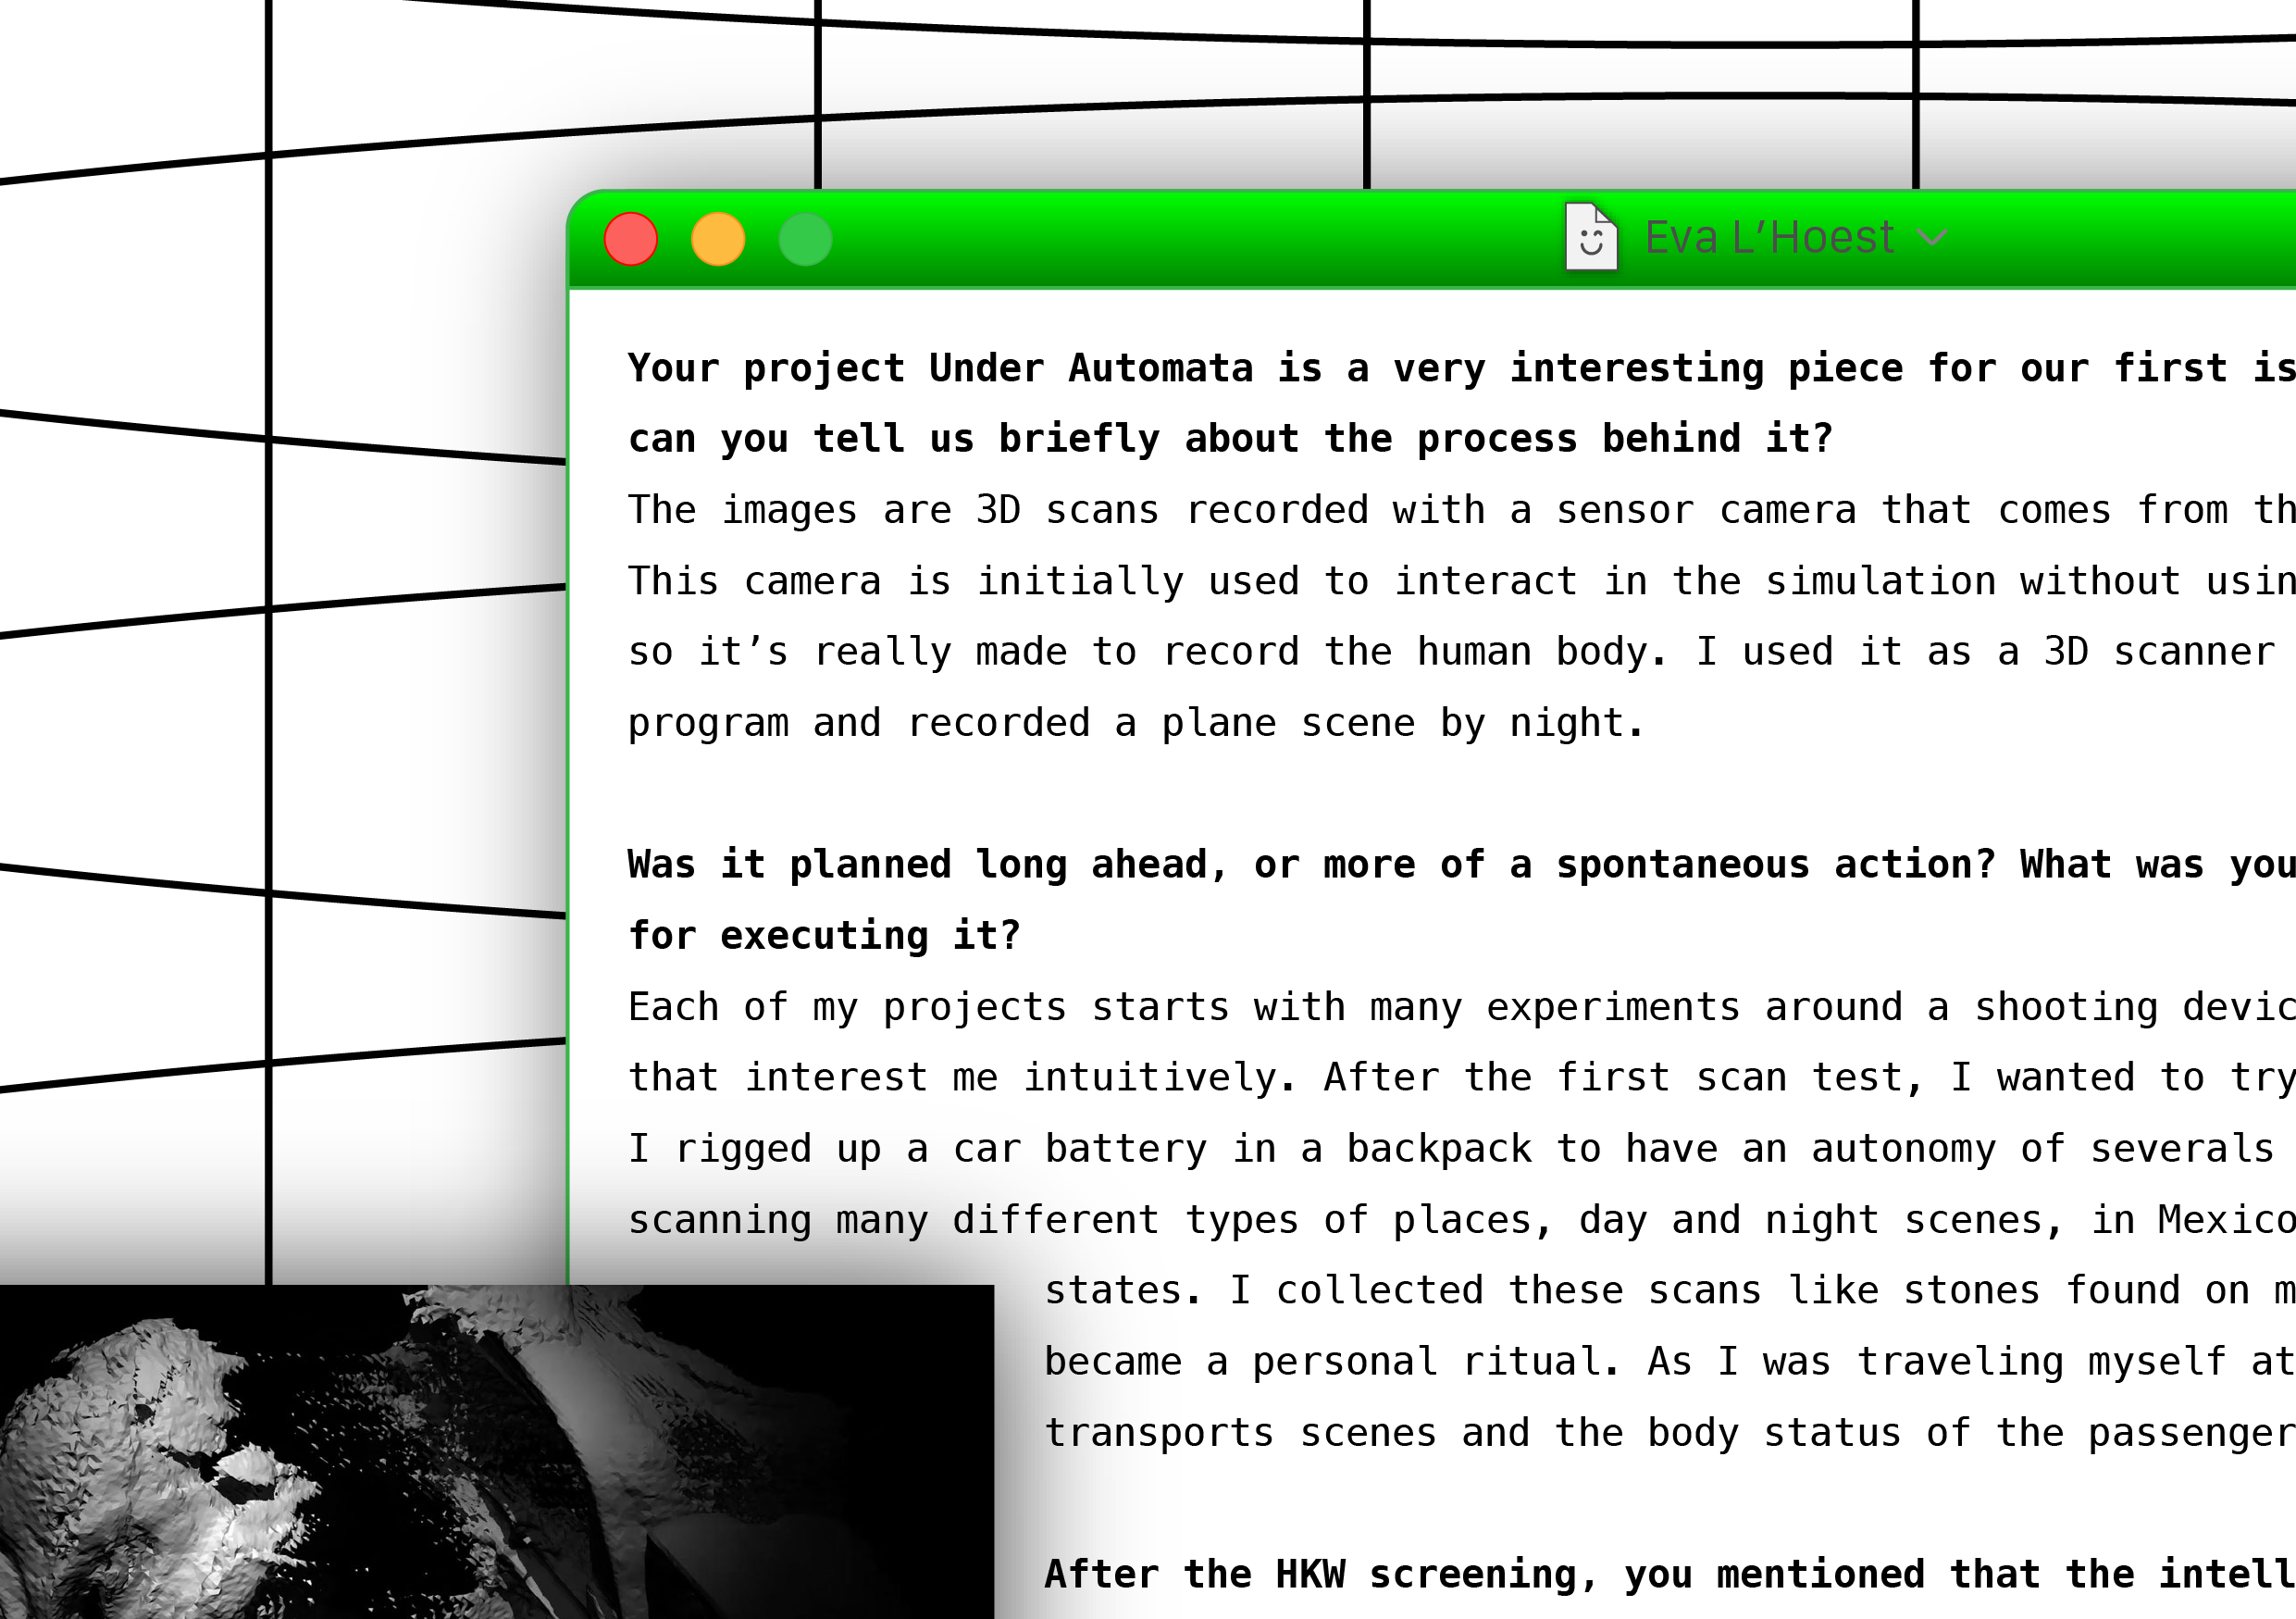 Eva L’Hoest
Your project Under Automata is a very interesting piece for our first is
can you tell us briefly about the process behind it?
The images are 3D scans recorded with a sensor camera that comes from th
This camera is initially used to interact in the simulation without usin
so it’s really made to record the human body. I used it as a 3D scanner
program and recorded a plane scene by night.
Was it planned long ahead, or more of a spontaneous action? What was you
for executing it?
Each of my projects starts with many experiments around a shooting devic
that interest me intuitively. After the first scan test, I wanted to try
I rigged up a car battery in a backpack to have an autonomy of severals
scanning many different types of places, day and night scenes, in Mexico
states. I collected these scans like stones found on m
became a personal ritual. As I was traveling myself at
transports scenes and the body status of the passenger
After the HKW screening, you mentioned that the intell